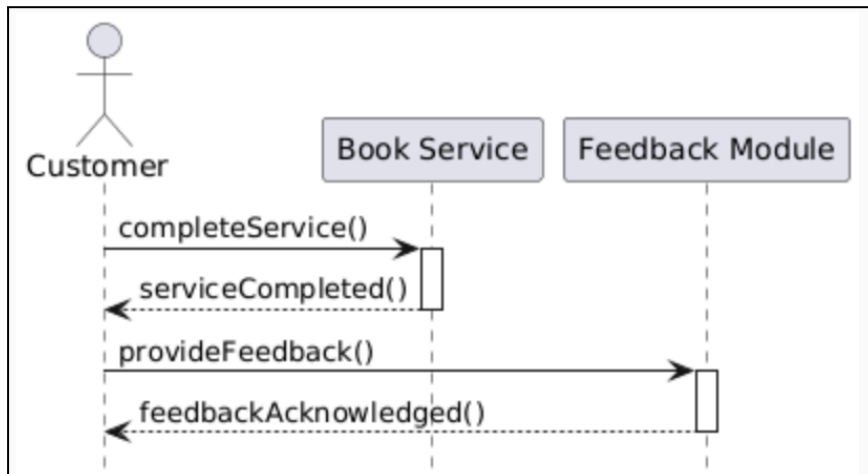 Customer
Book Service
Feedback Module
completeService()
serviceCompleted()
provideFeedback()
feedbackAcknowledged()